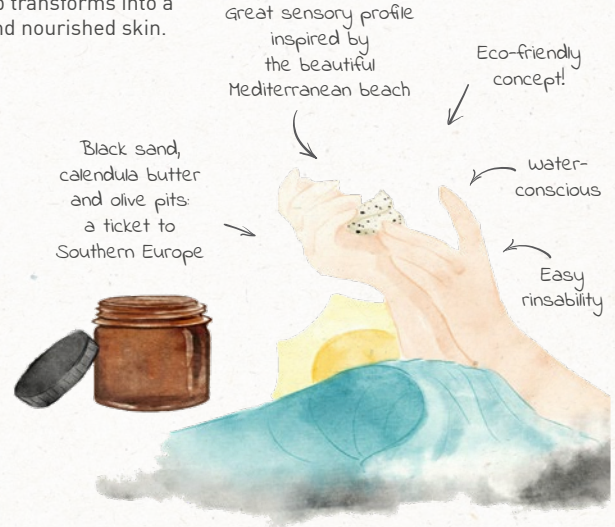 transforms into a
nourished skin.
Great sensory profile
inspired by
the beautiful
Mediterranean beach
Eco-friendly
concept!
Black sand,
calendula butter
and olive pits:
a ticket to
Southern Europe
Water-
conscious
Easy
rinsability